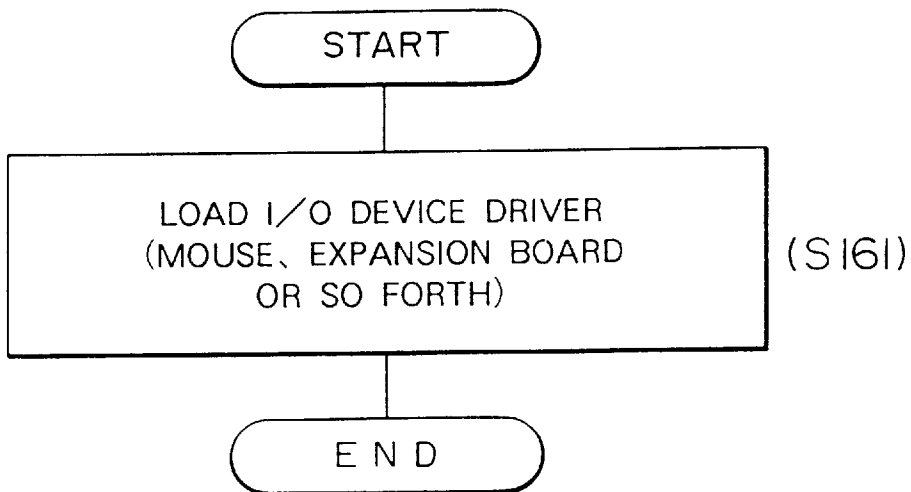 START
LOAD I/O DEVICE DRIVER
(MOUSE、EXPANSION BOARD
OR SO FORTH)
(S161)
END